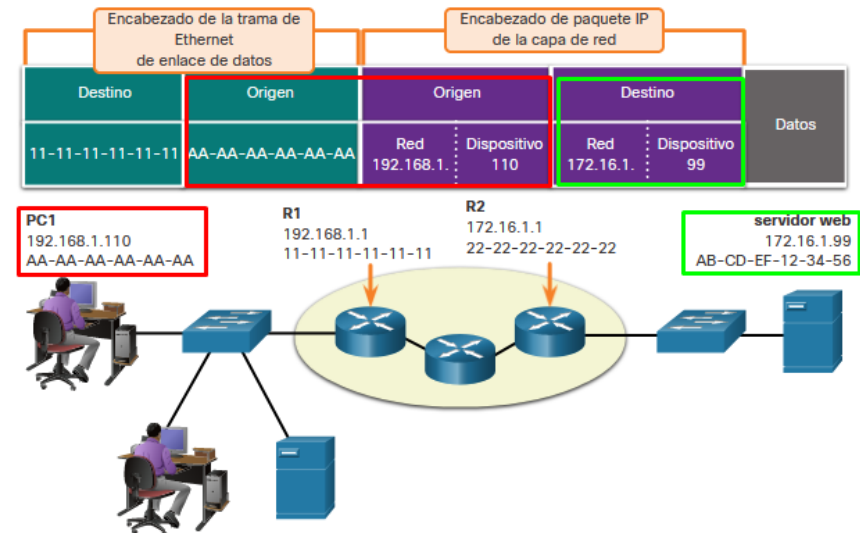 Encabezado de la trama de
Ethernet
de enlace de datos
Encabezado de paquete IP
de la capa de red
Destino
Origen
Origen
Destino
Datos
11-11-11-11-11-11
AA-AA-AA-AA-AA-AA
Red
192.168.1.
Dispositivo
110
Red
172.16.1.
Dispositivo
99
PC1
192.168.1.110
AA-AA-AA-AA-AA-AA
R1
192.168.1.1
11-11-11-11-11-11
R2
172.16.1.1
22-22-22-22-22-22
servidor web
172.16.1.99
AB-CD-EF-12-34-56